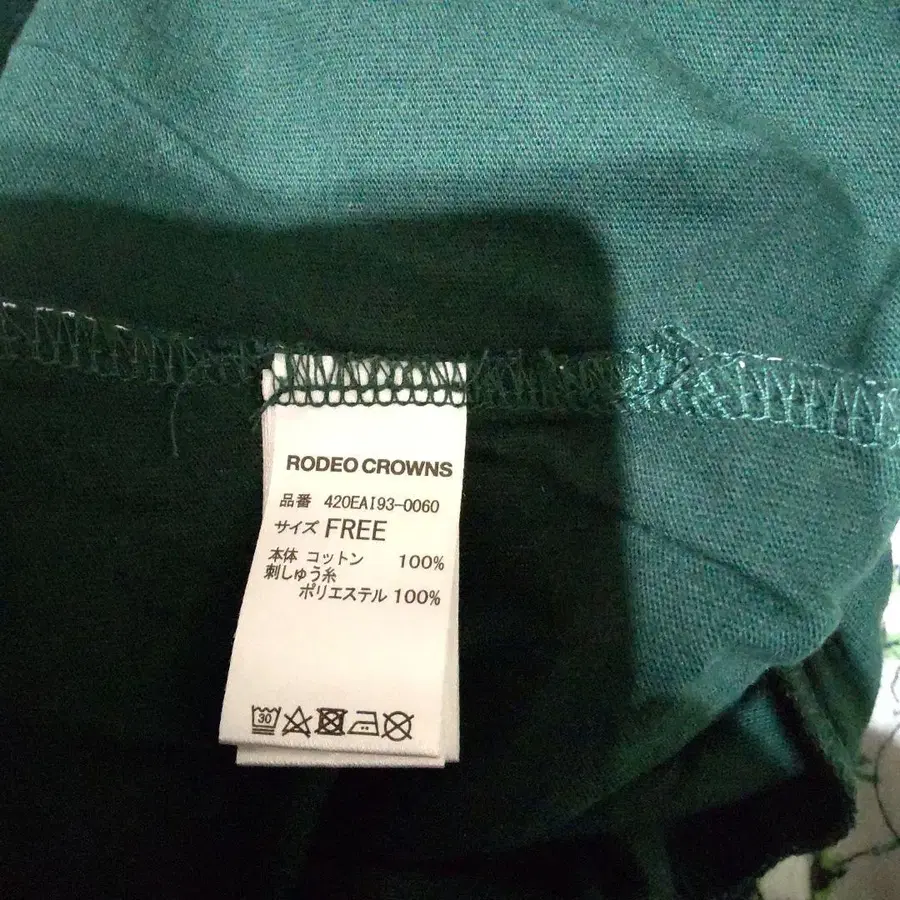 RODEO CROWNS
品番 420EAI93-0060
サイズ FREE
本体 コットン 100%
刺しゅう糸
ポリエステル 100%
30